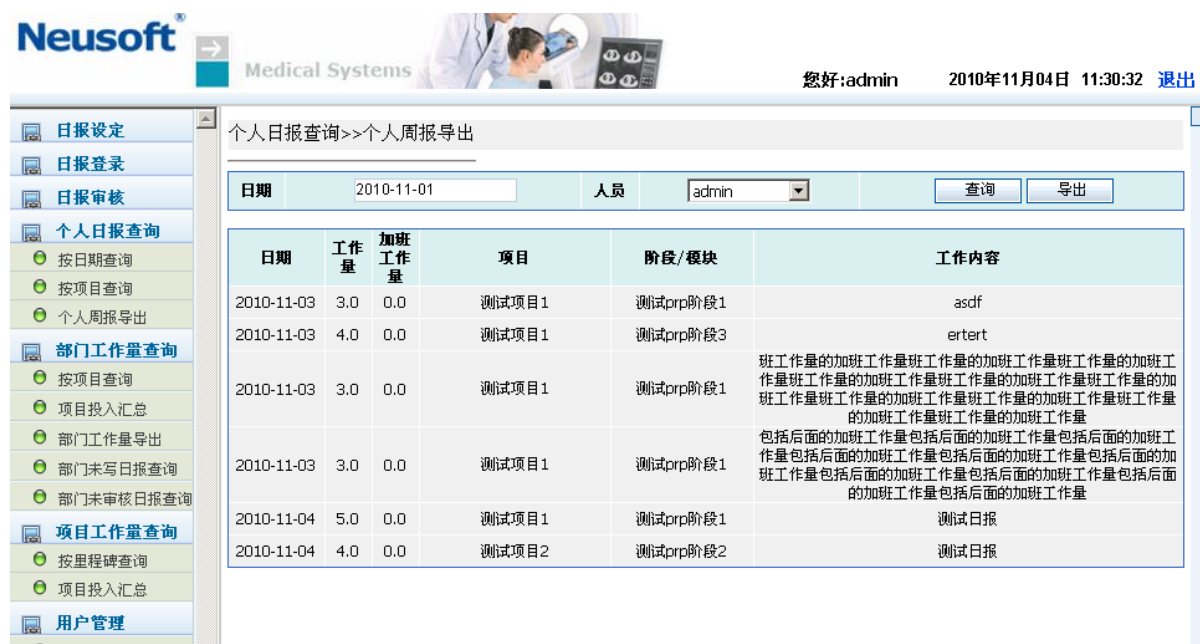 Neusoft®
Medical Systems
您好:admin 2010年11月04日 11:30:32 退出
日报设定
日报登录
日报审核
个人日报查询
按日期查询
按项目查询
个人周报导出
部门工作量查询
按项目查询
项目投入汇总
部门工作量导出
部门未写日报查询
部门未审核日报查询
项目工作量查询
按里程碑查询
项目投入汇总
用户管理
个人日报查询>>个人周报导出
日期 2010-11-01 人员 admin 查询 导出
日期 工作量 加班工作量 项目 阶段/模块 工作内容
2010-11-03 3.0 0.0 测试项目1 测试prp阶段1 asdf
2010-11-03 4.0 0.0 测试项目1 测试prp阶段3 ertert
2010-11-03 3.0 0.0 测试项目1 测试prp阶段1
班工作量的加班工作量班工作量的加班工作量班工作量的加班工
作量班工作量的加班工作量班工作量的加班工作量班工作量的加
班工作量班工作量的加班工作量班工作量的加班工作量班工作量
的加班工作量班工作量的加班工作量
2010-11-03 3.0 0.0 测试项目1 测试prp阶段1
包括后面的加班工作量包括后面的加班工作量包括后面的加班工
作量包括后面的加班工作量包括后面的加班工作量包括后面的加
班工作量包括后面的加班工作量包括后面的加班工作量包括后面
的加班工作量包括后面的加班工作量
2010-11-04 5.0 0.0 测试项目1 测试prp阶段1 测试日报
2010-11-04 4.0 0.0 测试项目2 测试prp阶段2 测试日报